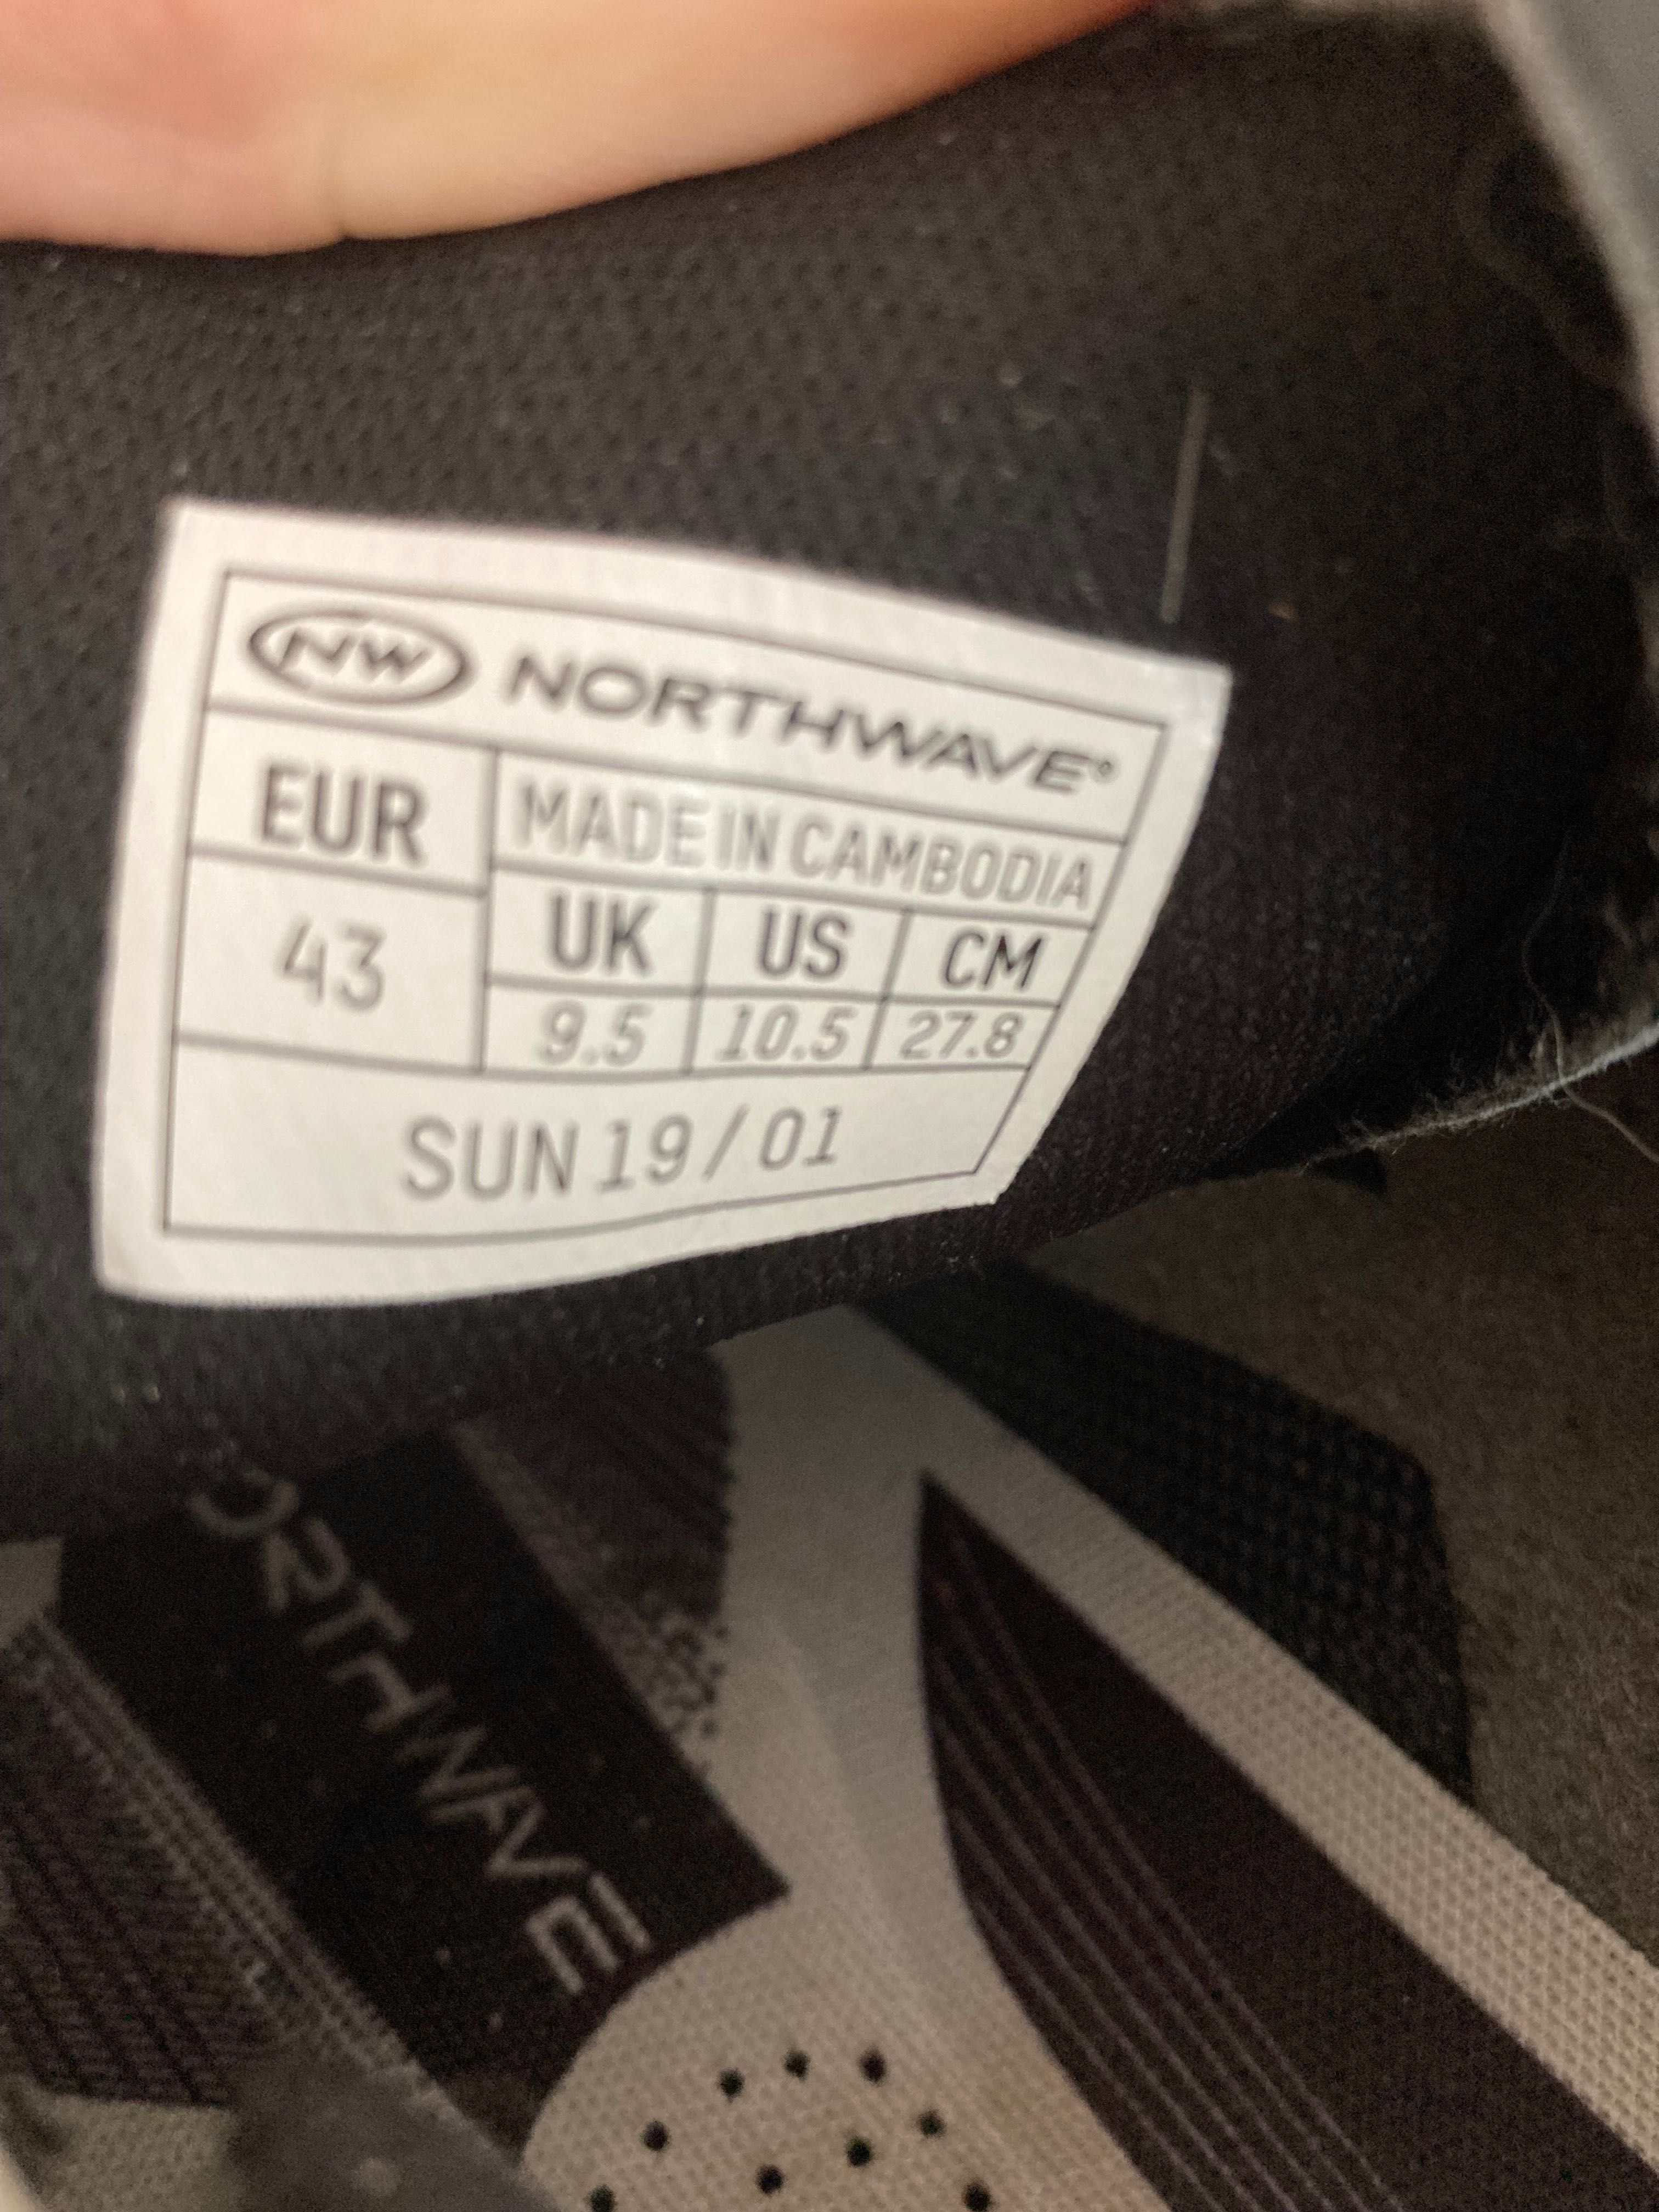 NW NORTHWAVE®
EUR MADE IN CAMBODIA
UK US CM
43
9.5 10.5 27.8
SUN 19/01
ORTHWAVE